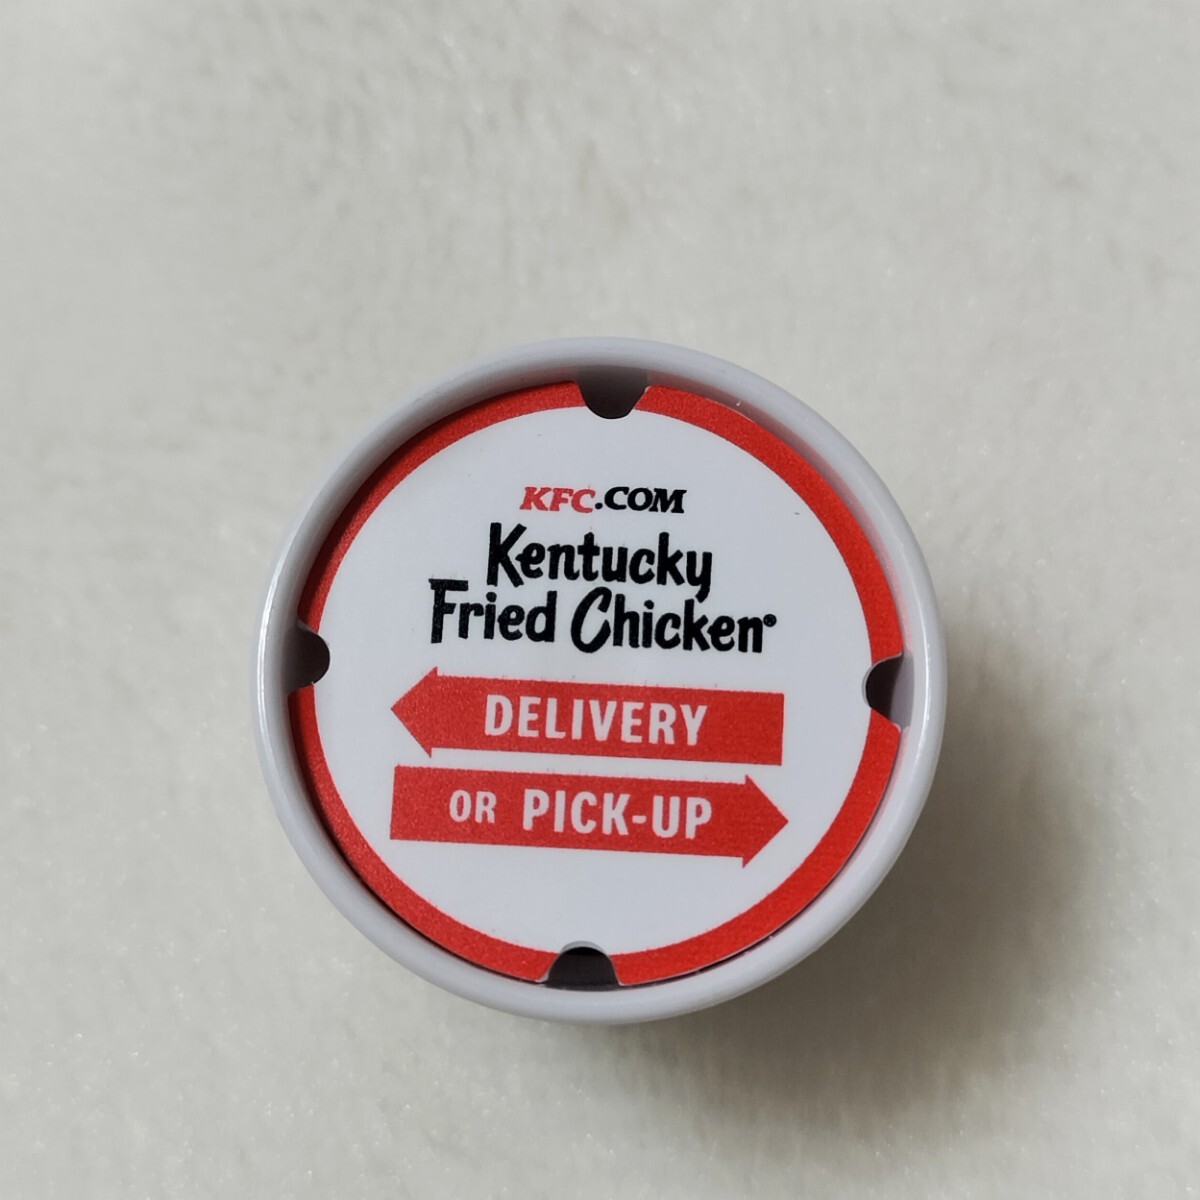 KFC.COM
Kentucky
Fried Chicken®
DELIVERY
OR PICK-UP